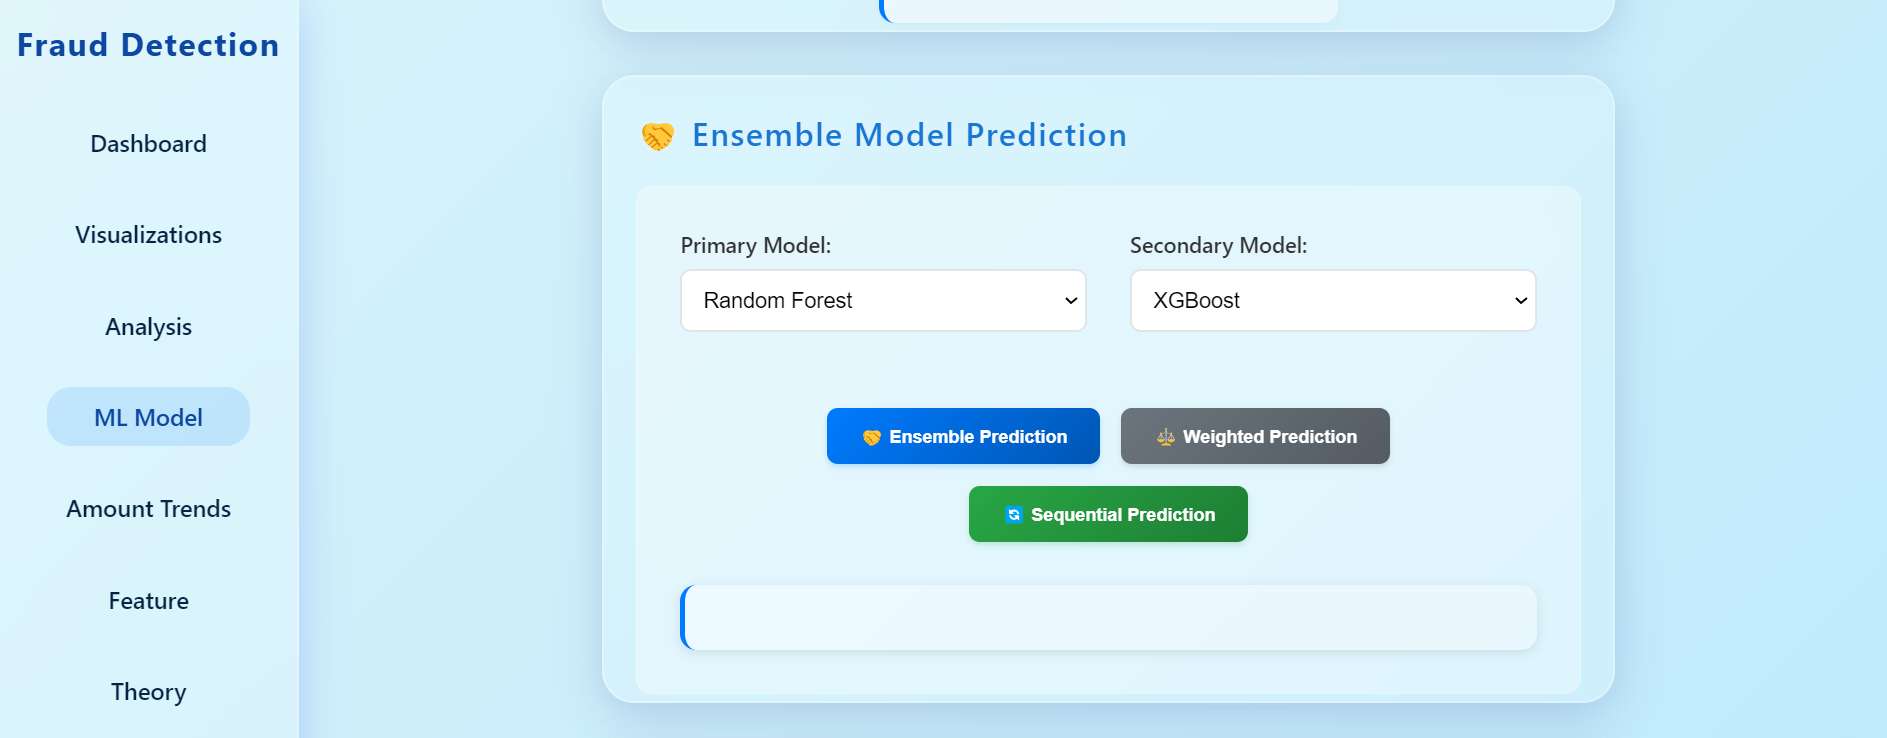 Fraud Detection
Dashboard
Visualizations
Analysis
ML Model
Amount Trends
Feature
Theory
🤝 Ensemble Model Prediction
Primary Model:
Random Forest
Secondary Model:
XGBoost
🤝 Ensemble Prediction
⚖️ Weighted Prediction
🔄 Sequential Prediction